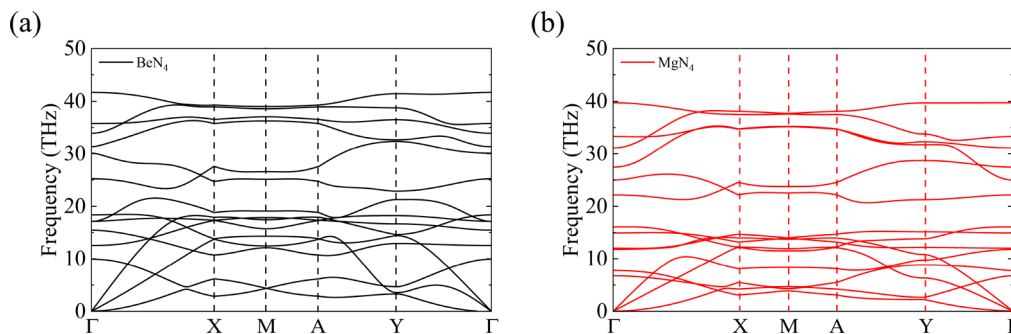 (a)
50
40
30
20
10
0
Frequency (THz)
BeN₄
Γ X M A Y Γ
(b)
50
40
30
20
10
0
Frequency (THz)
MgN₄
Γ X M A Y Γ